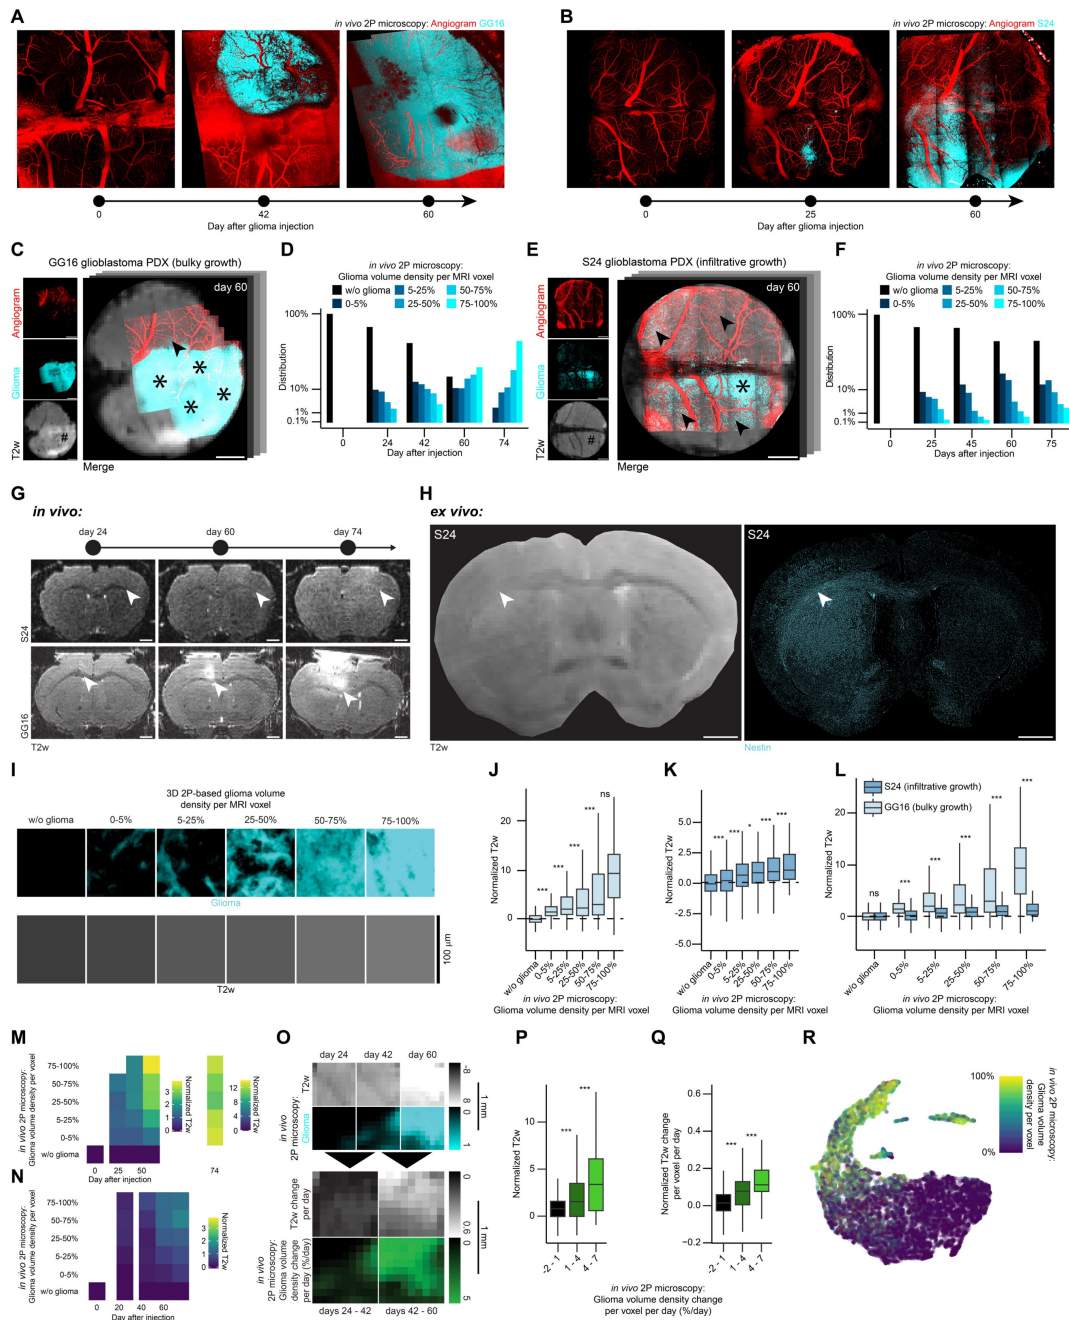 A
in vivo 2P microscopy: Angiogram GG16
0
42
60
Day after glioma injection
B
in vivo 2P microscopy: Angiogram S24
0
25
60
Day after glioma injection
C
GG16 glioblastoma PDX (bulky growth)
Angiogram
Glioma
T2w
#
day 60
* * * *
Merge
D
in vivo 2P microscopy:
Glioma volume density per MRI voxel
w/o glioma 5-25% 50-75%
0-5% 25-50% 75-100%
Distribution
100%
10%
1%
0.1%
0 24 42 60 74
Day after injection
E
S24 glioblastoma PDX (infiltrative growth)
Angiogram
Glioma
T2w
#
day 60
*
Merge
F
in vivo 2P microscopy:
Glioma volume density per MRI voxel
w/o glioma 5-25% 50-75%
0-5% 25-50% 75-100%
Distribution
100%
10%
1%
0.1%
0 25 45 60 75
Days after injection
G
in vivo:
day 24 day 60 day 74
S24
GG16
T2w
H
ex vivo:
S24
T2w
S24
Nestin
I
3D 2P-based glioma volume
density per MRI voxel
w/o glioma 0-5% 5-25% 25-50% 50-75% 75-100%
Glioma
T2w
100 µm
J
Normalized T2w
20
10
0
*** *** *** *** ns
w/o glioma 0-5% 5-25% 25-50% 50-75% 75-100%
in vivo 2P microscopy:
Glioma volume density per MRI voxel
K
Normalized T2w
5.0
2.5
0.0
-2.5
-5.0
*** *** * *** ***
w/o glioma 0-5% 5-25% 25-50% 50-75% 75-100%
in vivo 2P microscopy:
Glioma volume density per MRI voxel
L
S24 (infiltrative growth)
GG16 (bulky growth)
Normalized T2w
20
10
0
ns *** *** *** *** ***
w/o glioma 0-5% 5-25% 25-50% 50-75% 75-100%
in vivo 2P microscopy:
Glioma volume density per MRI voxel
M
in vivo 2P microscopy:
Glioma volume density per voxel
75-100%
50-75%
25-50%
5-25%
0-5%
w/o glioma
0 25 50
Day after injection
3
2
1
0
Normalized T2w
12
8
4
0
Normalized T2w
74
N
in vivo 2P microscopy:
Glioma volume density per voxel
75-100%
50-75%
25-50%
5-25%
0-5%
w/o glioma
0 20 40 60
Day after injection
3
2
1
0
Normalized T2w
O
day 24 day 42 day 60
T2w
-8
8
in vivo
2P microscopy:
Glioma
0
1
1 mm
T2w change
per day
0
0.6
in vivo
2P microscopy:
Glioma volume
density change
per day (%/day)
0
5
1 mm
days 24 - 42 days 42 - 60
P
Normalized T2w
10
5
0
*** ***
-2 - 1 1 - 4 4 - 7
Q
Normalized T2w change
per voxel per day
0.6
0.4
0.2
0.0
-0.2
*** ***
-2 - 1 1 - 4 4 - 7
in vivo 2P microscopy:
Glioma volume density change
per voxel per day (%/day)
R
100%
0%
in vivo 2P microscopy:
Glioma volume
density per voxel